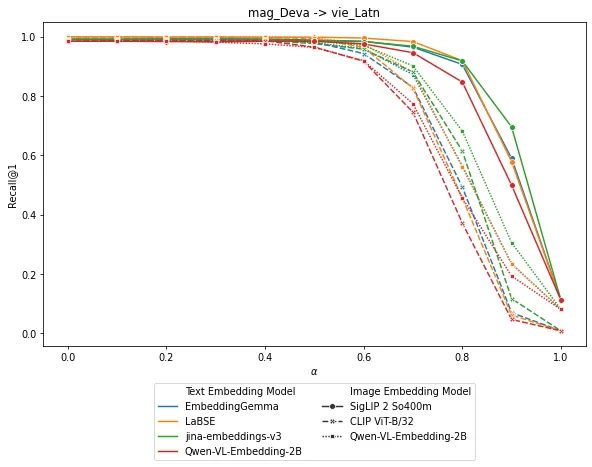 mag_Deva -> vie_Latn
Recall@1
1.0
0.8
0.6
0.4
0.2
0.0
0.0 0.2 0.4 0.6 0.8 1.0
α
Text Embedding Model
EmbeddingGemma
LaBSE
jina-embeddings-v3
Qwen-VL-Embedding-2B
Image Embedding Model
SigLIP 2 So400m
CLIP ViT-B/32
Qwen-VL-Embedding-2B